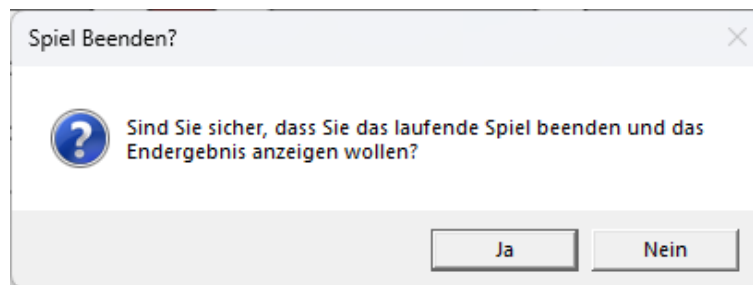 Spiel Beenden?
Sind Sie sicher, dass Sie das laufende Spiel beenden und das
Endergebnis anzeigen wollen?
Ja
Nein